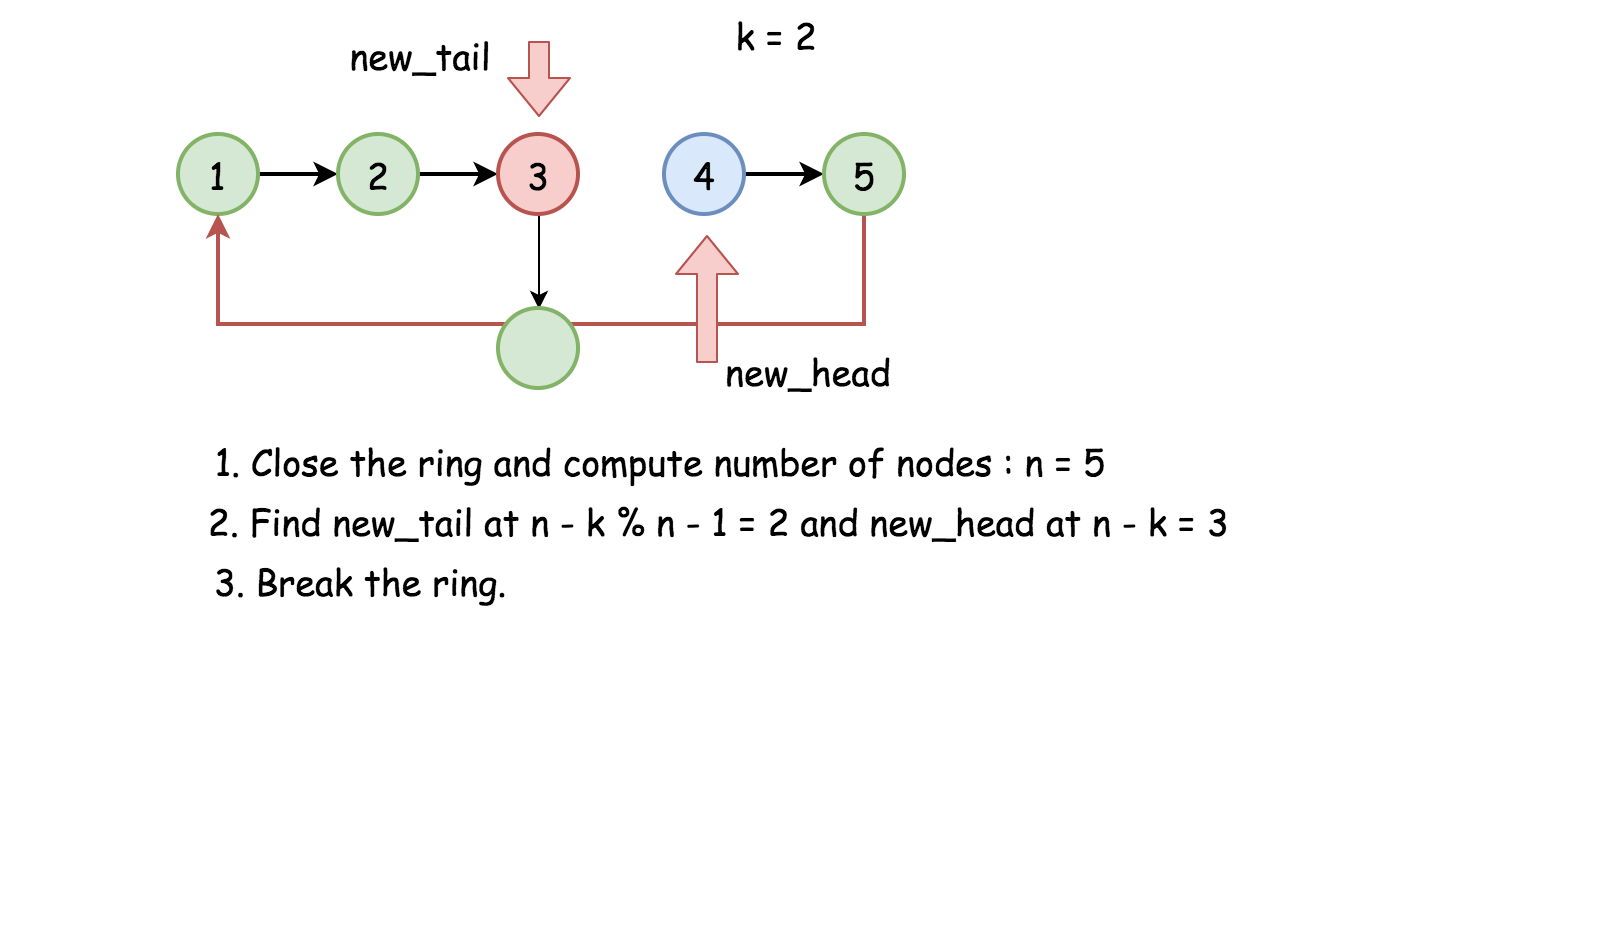 k = 2
new_tail
1 2 3 4 5
new_head
1. Close the ring and compute number of nodes : n = 5
2. Find new_tail at n - k % n - 1 = 2 and new_head at n - k = 3
3. Break the ring.